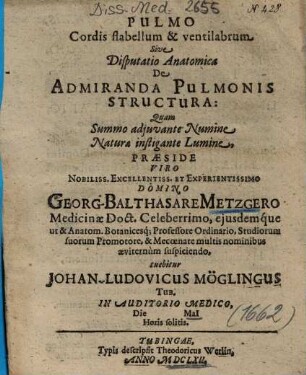 Diss. Med. 2655
N. 428
PULMO
Cordis flabellum & ventilabrum
Sive
Disputatio Anatomica
De
ADMIRANDA PULMONIS
STRUCTURA:
Quam
Summo adjuvante Numine
Natura instigante Lumine,
PRÆSIDE
VIRO
NOBILISS. EXCELLENTISS. ET EXPERIENTISSIMO
DOMINO
GEORG-BALTHASARE METZGERO
Medicinæ Doct. Celeberrimo, ejusdemque
ut & Anatom. Botanicesq; Professore Ordinario, Studiorum
suorum Promotore, & Mecœnate multis nominibus
æviternùm suspiciendo,
tuebitur
JOHAN-LUDOVICUS MÖGLINGUS
TUB.
IN AUDITORIO MEDICO,
Die MAI
Horis solitis.
(1662)
TUBINGAE,
Typis descripsit Theodoricus Werlin,
ANNO MDCLXII.